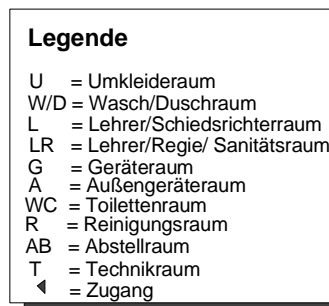 Legende
U = Umkleideraum
W/D = Wasch/Duschraum
L = Lehrer/Schiedsrichterraum
LR = Lehrer/Regie/ Sanitätsraum
G = Geräteraum
A = Außengeräteraum
WC = Toilettenraum
R = Reinigungsraum
AB = Abstellraum
T = Technikraum
= Zugang